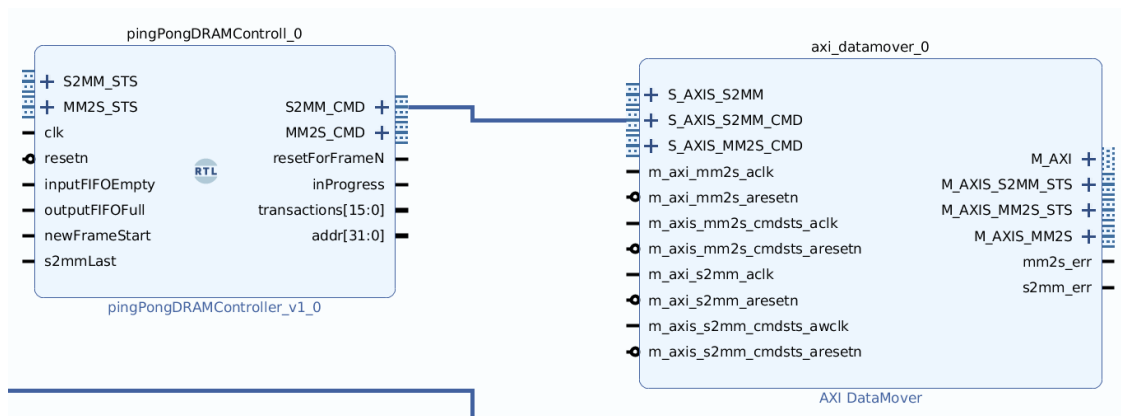 pingPongDRAMControll_0
S2MM_STS
MM2S_STS
clk
resetn
inputFIFOEmpty
outputFIFOFull
newFrameStart
s2mmLast
RTL
S2MM_CMD
MM2S_CMD
resetForFrameN
inProgress
transactions[15:0]
addr[31:0]
pingPongDRAMController_v1_0
axi_datamover_0
S_AXIS_S2MM
S_AXIS_S2MM_CMD
S_AXIS_MM2S_CMD
m_axi_mm2s_aclk
m_axi_mm2s_aresetn
m_axis_mm2s_cmdsts_aclk
m_axis_mm2s_cmdsts_aresetn
m_axi_s2mm_aclk
m_axi_s2mm_aresetn
m_axis_s2mm_cmdsts_awclk
m_axis_s2mm_cmdsts_aresetn
M_AXI
M_AXIS_S2MM_STS
M_AXIS_MM2S_STS
M_AXIS_MM2S
mm2s_err
s2mm_err
AXI DataMover